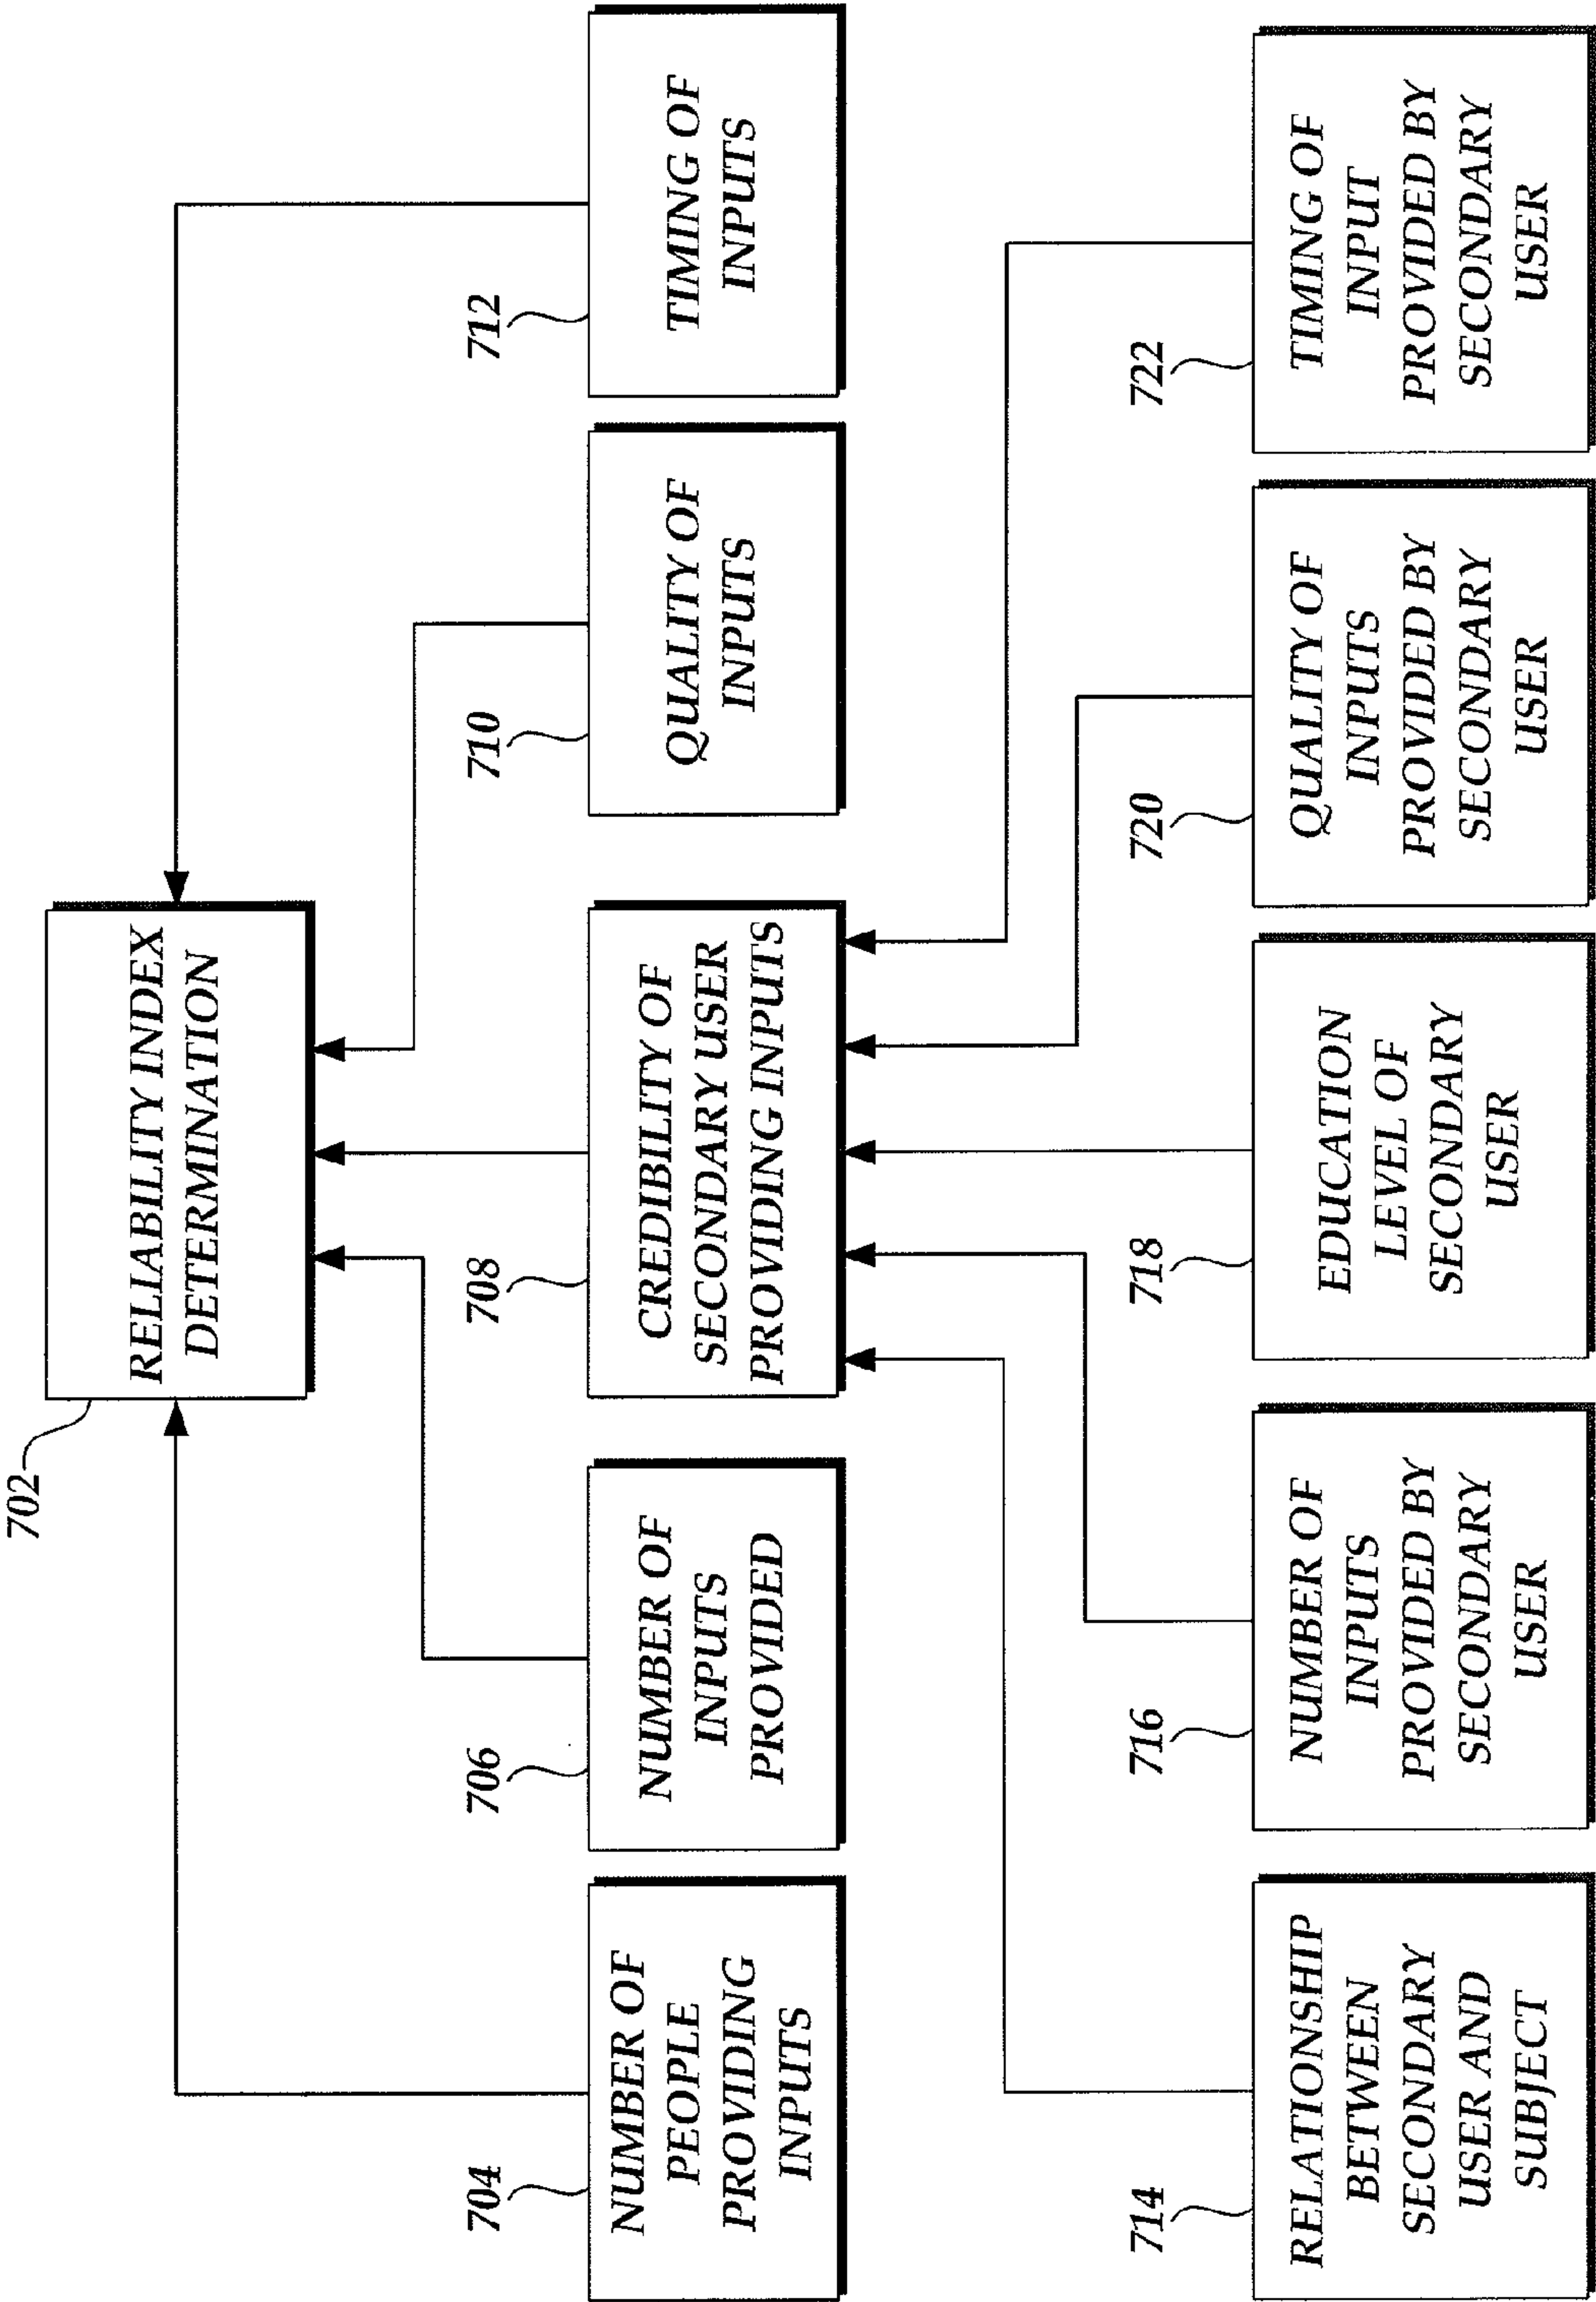 702
RELIABILITY INDEX
DETERMINATION
704
NUMBER OF
PEOPLE
PROVIDING
INPUTS
706
NUMBER OF
INPUTS
PROVIDED
708
CREDIBILITY OF
SECONDARY USER
PROVIDING INPUTS
710
QUALITY OF
INPUTS
712
TIMING OF
INPUTS
714
RELATIONSHIP
BETWEEN
SECONDARY
USER AND
SUBJECT
716
NUMBER OF
INPUTS
PROVIDED BY
SECONDARY
USER
718
EDUCATION
LEVEL OF
SECONDARY
USER
720
QUALITY OF
INPUTS
PROVIDED BY
SECONDARY
USER
722
TIMING OF
INPUT
PROVIDED BY
SECONDARY
USER